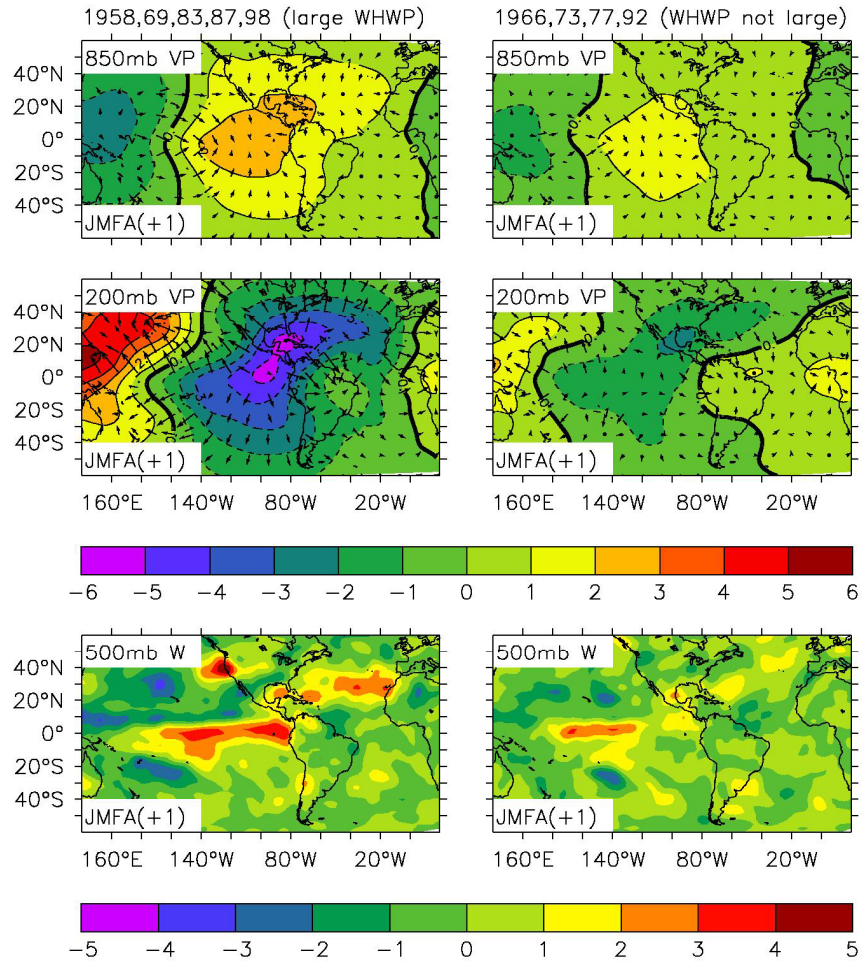 1958,69,83,87,98 (large WHWP)
1966,73,77,92 (WHWP not large)
850mb VP
850mb VP
40°N
20°N
0°
20°S
40°S
0
0
0
0
JMFA(+1)
JMFA(+1)
200mb VP
200mb VP
40°N
20°N
0°
20°S
40°S
JMFA(+1)
JMFA(+1)
160°E 140°W 80°W 20°W
160°E 140°W 80°W 20°W
-6 -5 -4 -3 -2 -1 0 1 2 3 4 5 6
500mb W
500mb W
40°N
20°N
0°
20°S
40°S
JMFA(+1)
JMFA(+1)
160°E 140°W 80°W 20°W
160°E 140°W 80°W 20°W
-5 -4 -3 -2 -1 0 1 2 3 4 5